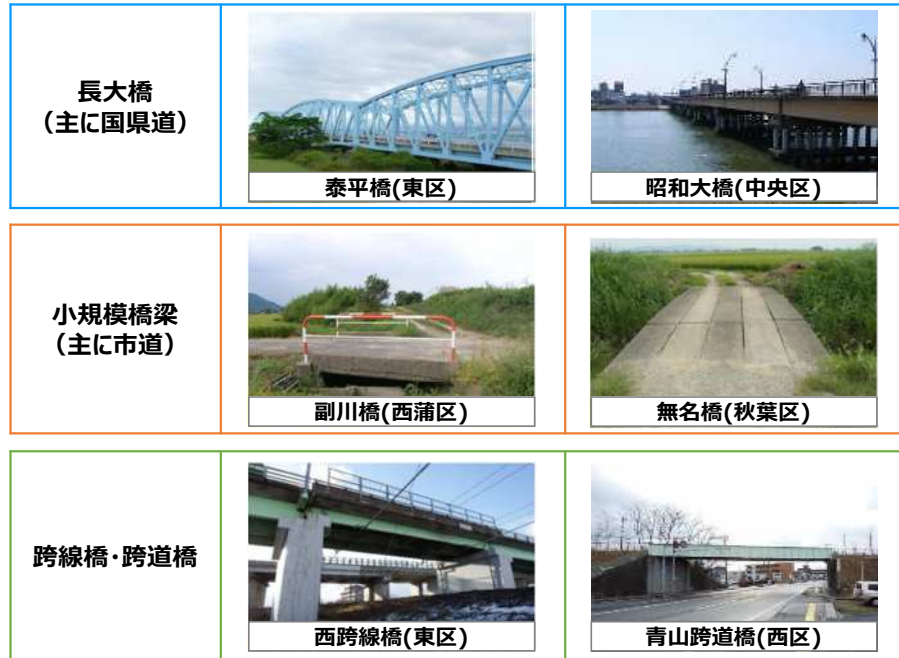 長大橋
（主に国県道）
泰平橋(東区)
昭和大橋(中央区)
小規模橋梁
（主に市道）
副川橋(西蒲区)
無名橋(秋葉区)
跨線橋・跨道橋
西跨線橋(東区)
青山跨道橋(西区)